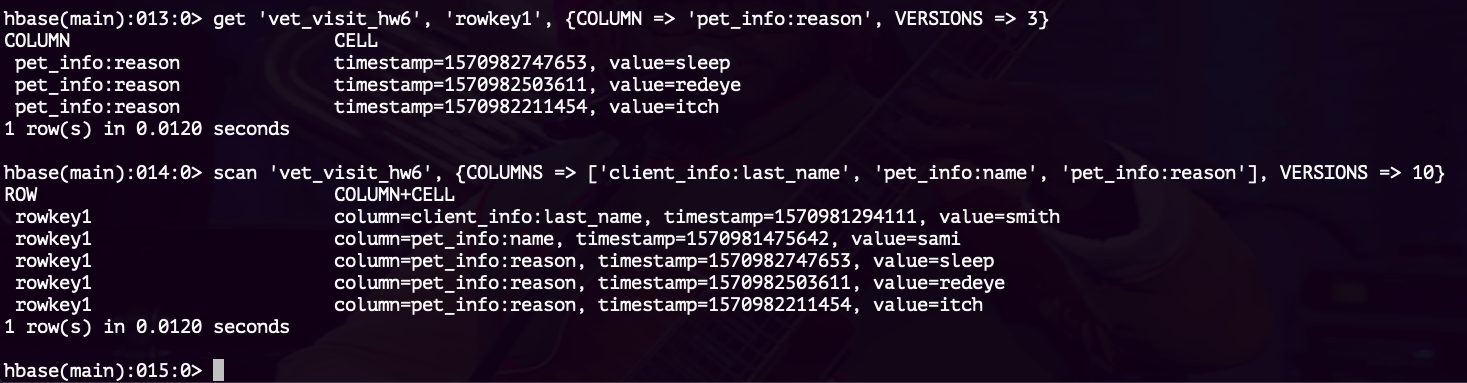 hbase(main):013:0> get 'vet_visit_hw6', 'rowkey1', {COLUMN => 'pet_info:reason', VERSIONS => 3}
COLUMN CELL
pet_info:reason timestamp=1570982747653, value=sleep
pet_info:reason timestamp=1570982503611, value=redeye
pet_info:reason timestamp=1570982211454, value=itch
1 row(s) in 0.0120 seconds
hbase(main):014:0> scan 'vet_visit_hw6', {COLUMNS => ['client_info:last_name', 'pet_info:name', 'pet_info:reason'], VERSIONS => 10}
ROW COLUMN+CELL
rowkey1 column=client_info:last_name, timestamp=1570981294111, value=smith
rowkey1 column=pet_info:name, timestamp=1570981475642, value=sami
rowkey1 column=pet_info:reason, timestamp=1570982747653, value=sleep
rowkey1 column=pet_info:reason, timestamp=1570982503611, value=redeye
rowkey1 column=pet_info:reason, timestamp=1570982211454, value=itch
1 row(s) in 0.0120 seconds
hbase(main):015:0>